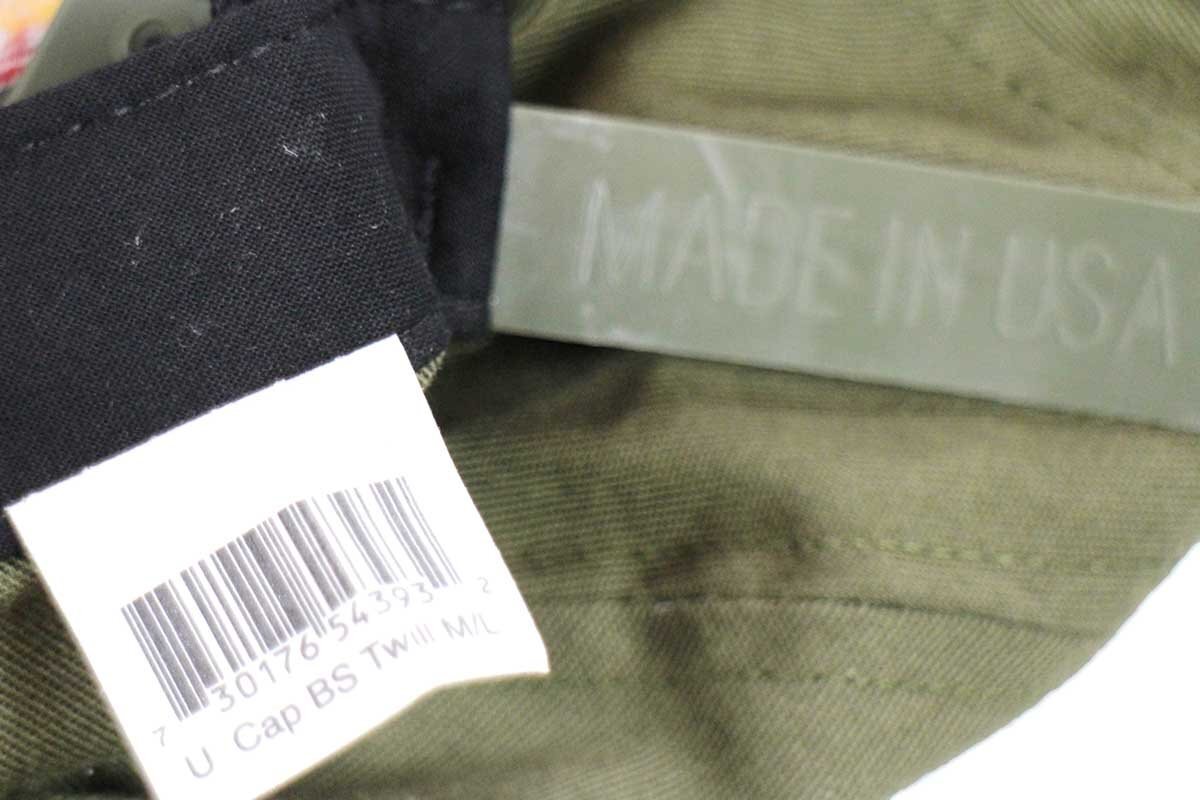 MADE IN USA
7 30176 54393 2
U Cap BS Twill M/L